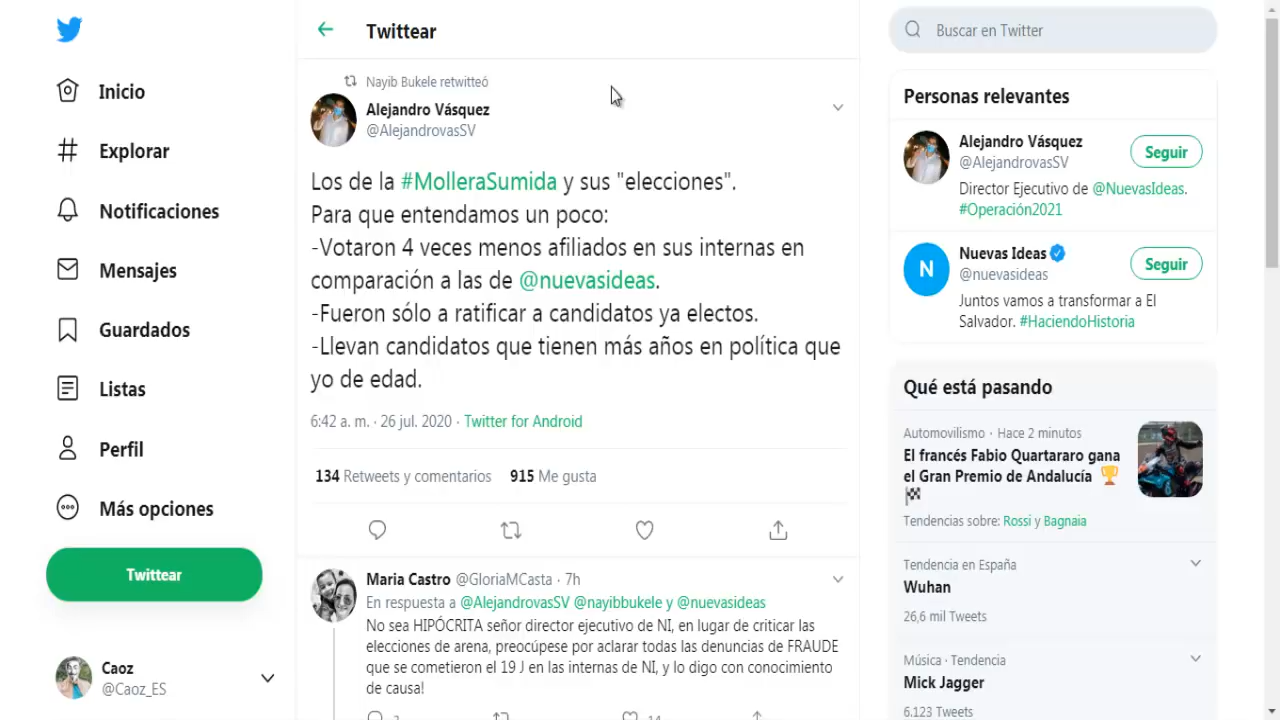 Inicio
Explorar
Notificaciones
Mensajes
Guardados
Listas
Perfil
Más opciones
Twittear
Caoz
@Caoz_ES
Twittear
Nayib Bukele retwitteó
Alejandro Vásquez
@AlejandrovasSV
Los de la #MolleraSumida y sus "elecciones".
Para que entendamos un poco:
-Votaron 4 veces menos afiliados en sus internas en
comparación a las de @nuevasideas.
-Fueron sólo a ratificar a candidatos ya electos.
-Llevan candidatos que tienen más años en política que
yo de edad.
6:42 a. m. · 26 jul. 2020 · Twitter for Android
134 Retweets y comentarios 915 Me gusta
Maria Castro @GloriaMCasta · 7h
En respuesta a @AlejandrovasSV @nayibbukele y @nuevasideas
No sea HIPÓCRITA señor director ejecutivo de NI, en lugar de criticar las
elecciones de arena, preocúpese por aclarar todas las denuncias de FRAUDE
que se cometieron el 19 J en las internas de NI, y lo digo con conocimiento
de causa!
Buscar en Twitter
Personas relevantes
Alejandro Vásquez
@AlejandrovasSV
Seguir
Director Ejecutivo de @NuevasIdeas.
#Operación2021
N
Nuevas Ideas
@nuevasideas
Seguir
Juntos vamos a transformar a El
Salvador. #HaciendoHistoria
Qué está pasando
Automovilismo · Hace 2 minutos
El francés Fabio Quartararo gana
el Gran Premio de Andalucía 🏆
🏁
Tendencias sobre: Rossi y Bagnaia
Tendencia en España
Wuhan
26,6 mil Tweets
Música · Tendencia
Mick Jagger
6.123 Tweets